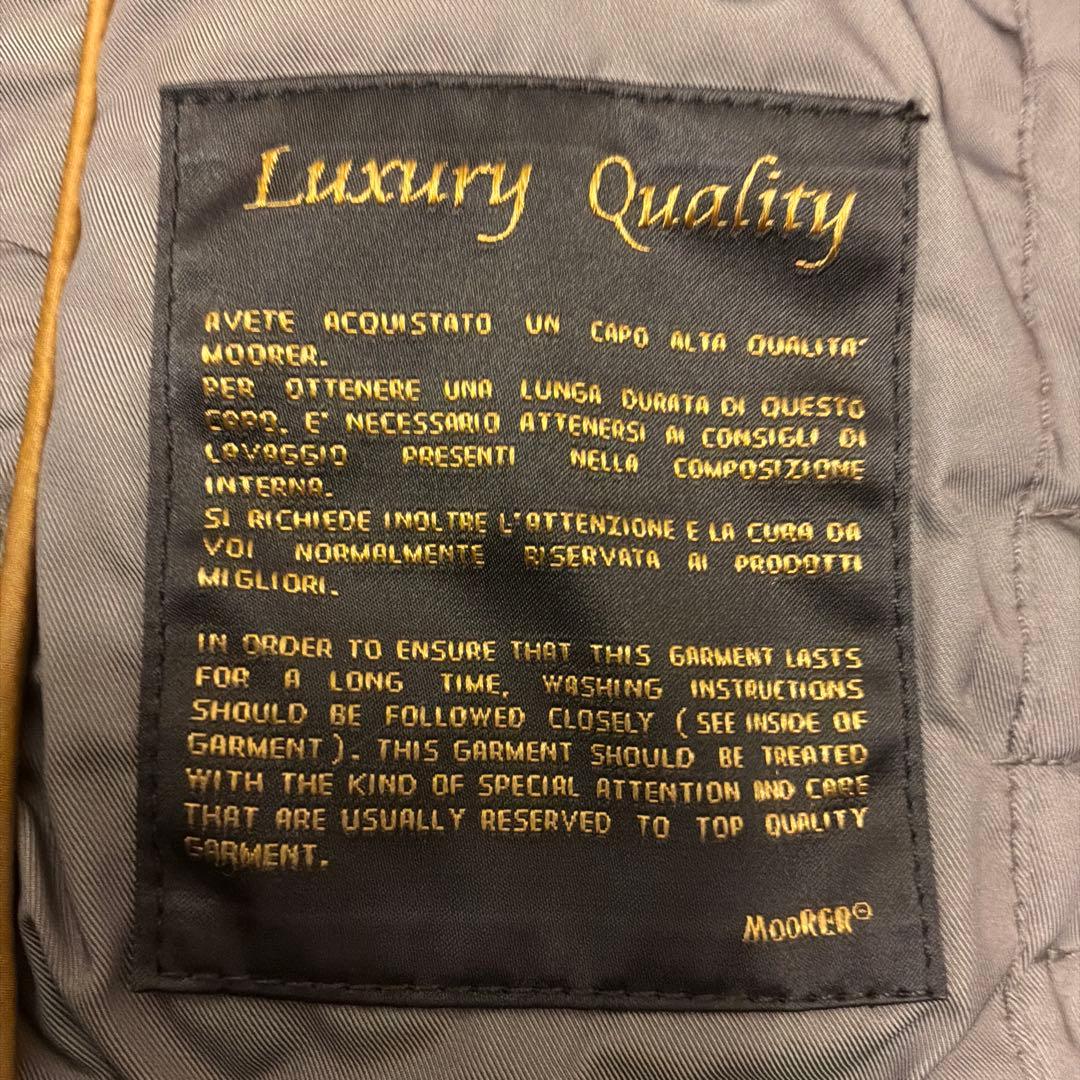 Luxury Quality
AVETE ACQUISTATO UN CAPO ALTA QUALITA'
MOORER.
PER OTTENERE UNA LUNGA DURATA DI QUESTO
CAPO. E' NECESSARIO ATTENERSI AI CONSIGLI DI
LAVAGGIO PRESENTI NELLA COMPOSIZIONE
INTERNA.
SI RICHIEDE INOLTRE L'ATTENZIONE E LA CURA DA
VOI NORMALMENTE RISERVATA AI PRODOTTI
MIGLIORI.
IN ORDER TO ENSURE THAT THIS GARMENT LASTS
FOR A LONG TIME, WASHING INSTRUCTIONS
SHOULD BE FOLLOWED CLOSELY ( SEE INSIDE OF
GARMENT ). THIS GARMENT SHOULD BE TREATED
WITH THE KIND OF SPECIAL ATTENTION AND CARE
THAT ARE USUALLY RESERVED TO TOP QUALITY
GARMENT.
MooRER®